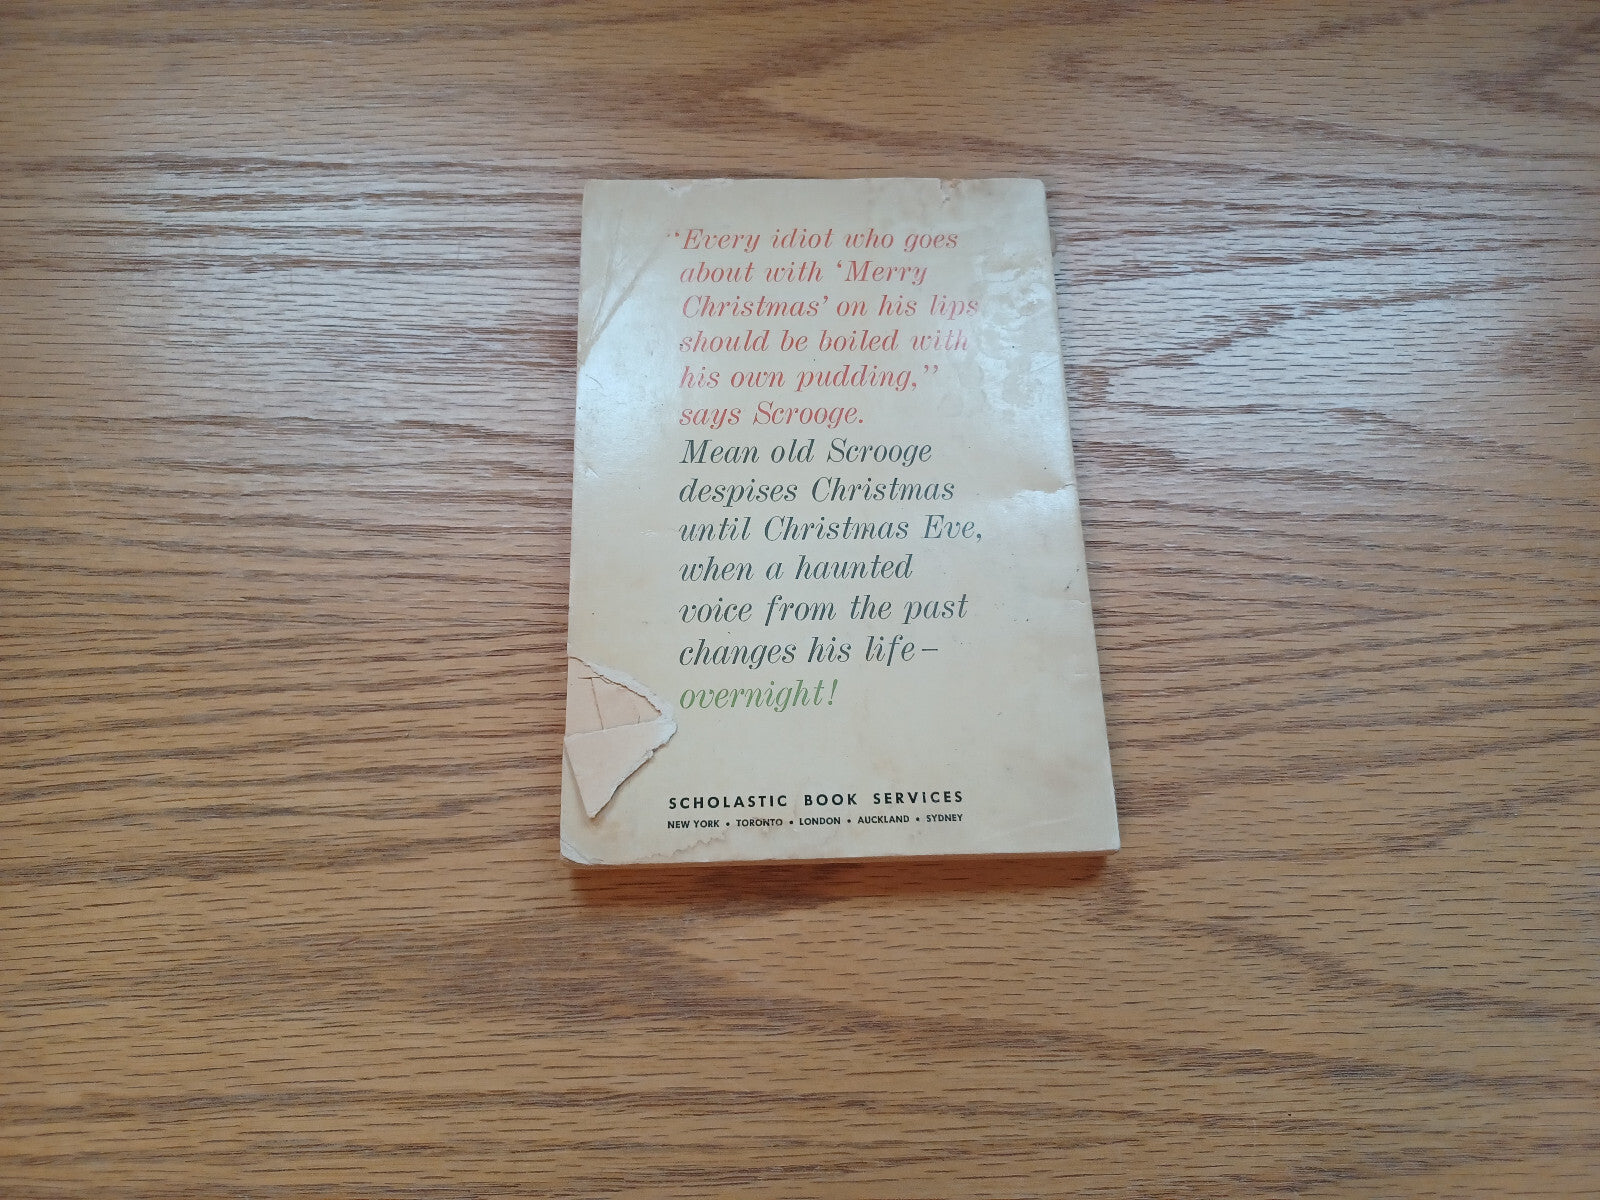 “Every idiot who goes
about with ‘Merry
Christmas’ on his lips
should be boiled with
his own pudding,”
says Scrooge.
Mean old Scrooge
despises Christmas
until Christmas Eve,
when a haunted
voice from the past
changes his life–
overnight!
SCHOLASTIC BOOK SERVICES
NEW YORK • TORONTO • LONDON • AUCKLAND • SYDNEY